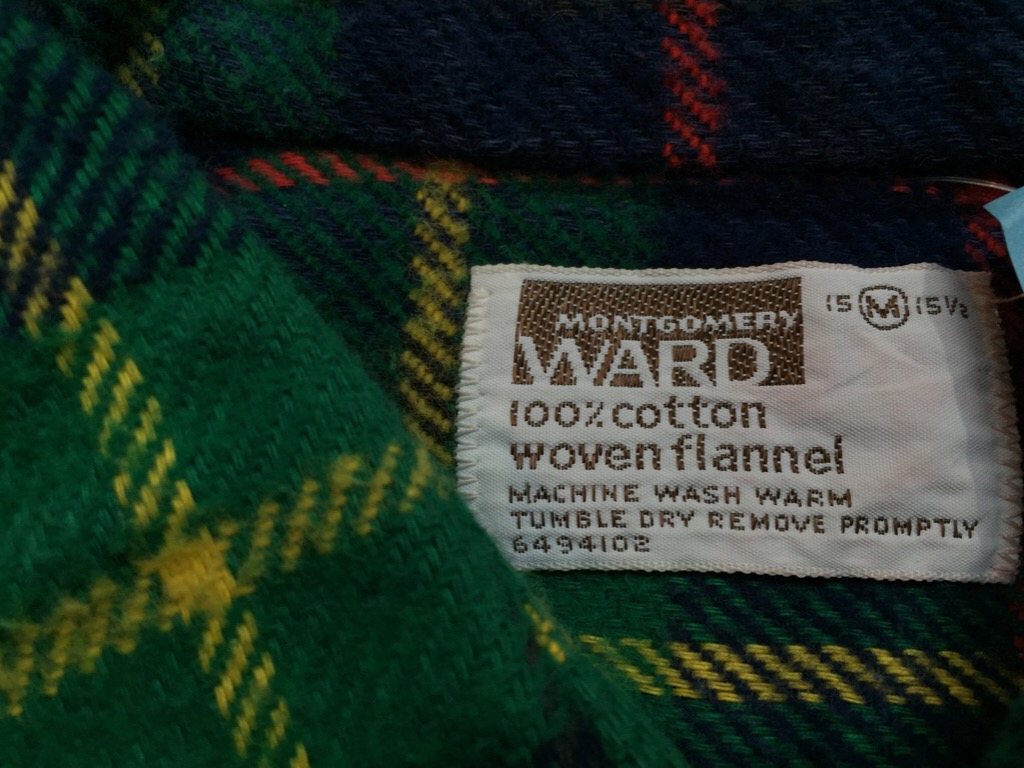 MONTGOMERY
WARD
15 M 15½
100% cotton
woven flannel
MACHINE WASH WARM
TUMBLE DRY REMOVE PROMPTLY
6494102